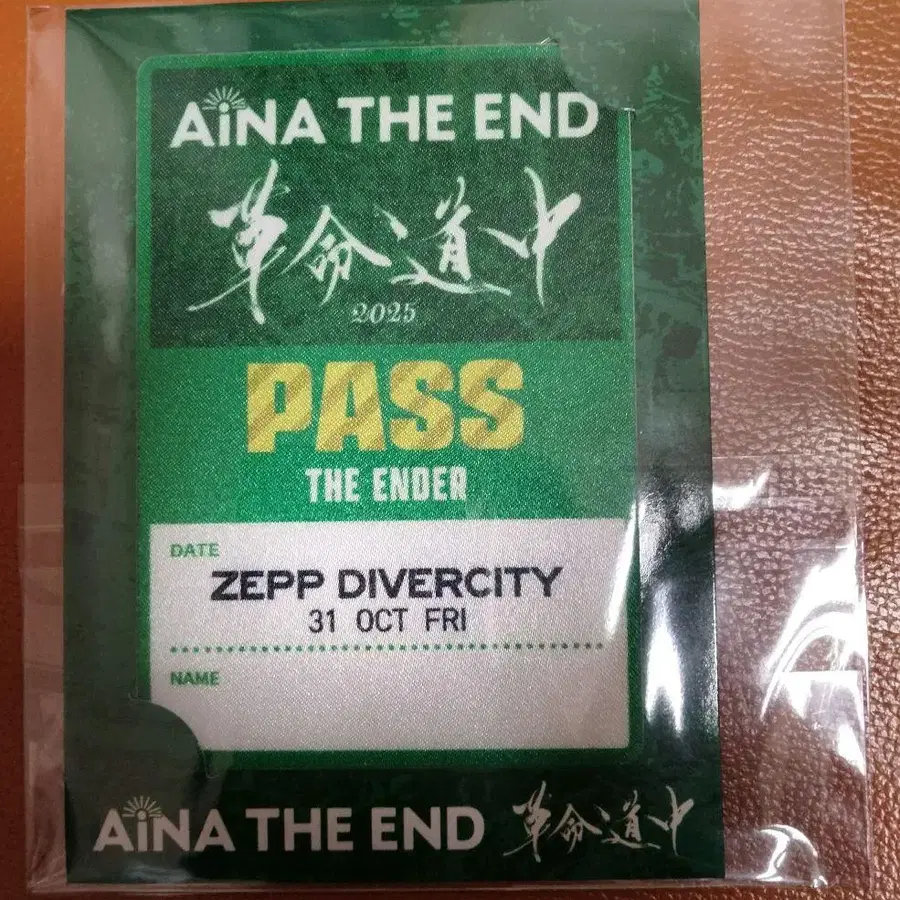 AiNA THE END
革命道中
2025
PASS
THE ENDER
DATE
ZEPP DIVERCITY
31 OCT FRI
NAME
AiNA THE END 革命道中